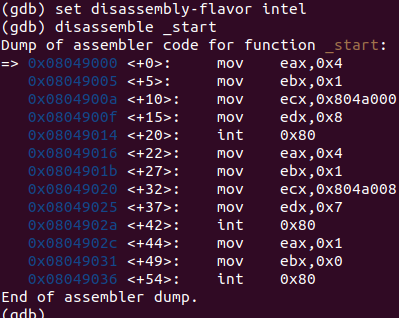 (gdb) set disassembly-flavor intel
(gdb) disassemble _start
Dump of assembler code for function _start:
=> 0x08049000 <+0>:	mov    eax,0x4
   0x08049005 <+5>:	mov    ebx,0x1
   0x0804900a <+10>:	mov    ecx,0x804a000
   0x0804900f <+15>:	mov    edx,0x8
   0x08049014 <+20>:	int    0x80
   0x08049016 <+22>:	mov    eax,0x4
   0x0804901b <+27>:	mov    ebx,0x1
   0x08049020 <+32>:	mov    ecx,0x804a008
   0x08049025 <+37>:	mov    edx,0x7
   0x0804902a <+42>:	int    0x80
   0x0804902c <+44>:	mov    eax,0x1
   0x08049031 <+49>:	mov    ebx,0x0
   0x08049036 <+54>:	int    0x80
End of assembler dump.
(gdb)